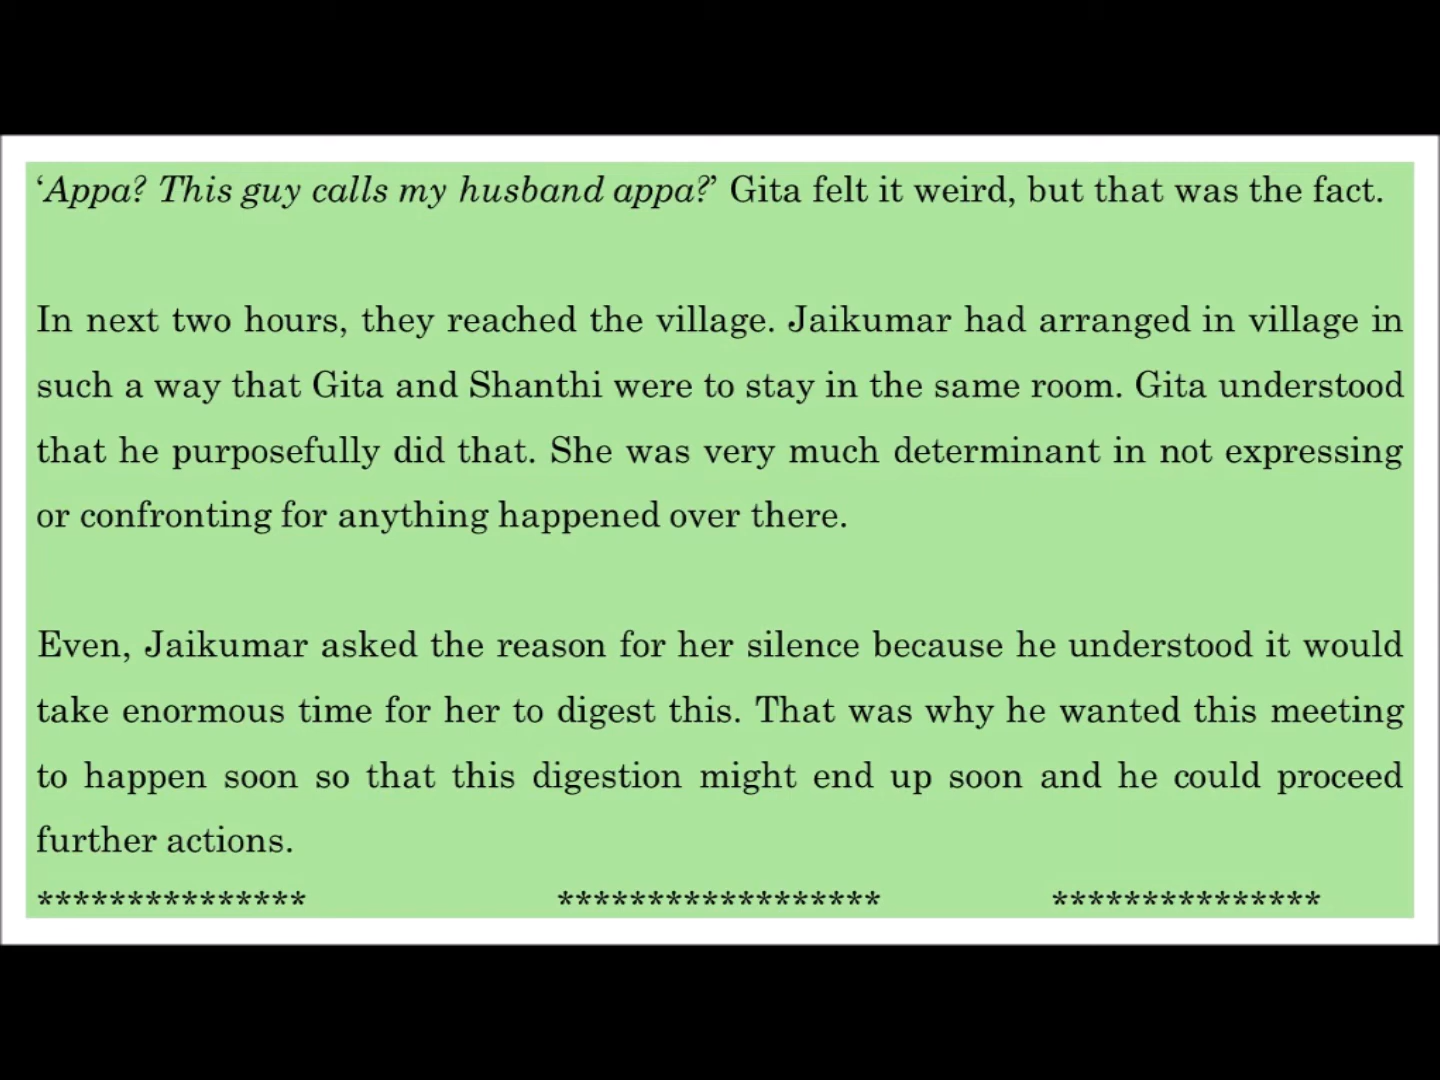 ‘Appa? This guy calls my husband appa?’ Gita felt it weird, but that was the fact.
In next two hours, they reached the village. Jaikumar had arranged in village in
such a way that Gita and Shanthi were to stay in the same room. Gita understood
that he purposefully did that. She was very much determinant in not expressing
or confronting for anything happened over there.
Even, Jaikumar asked the reason for her silence because he understood it would
take enormous time for her to digest this. That was why he wanted this meeting
to happen soon so that this digestion might end up soon and he could proceed
further actions.
*************** ****************** ***************